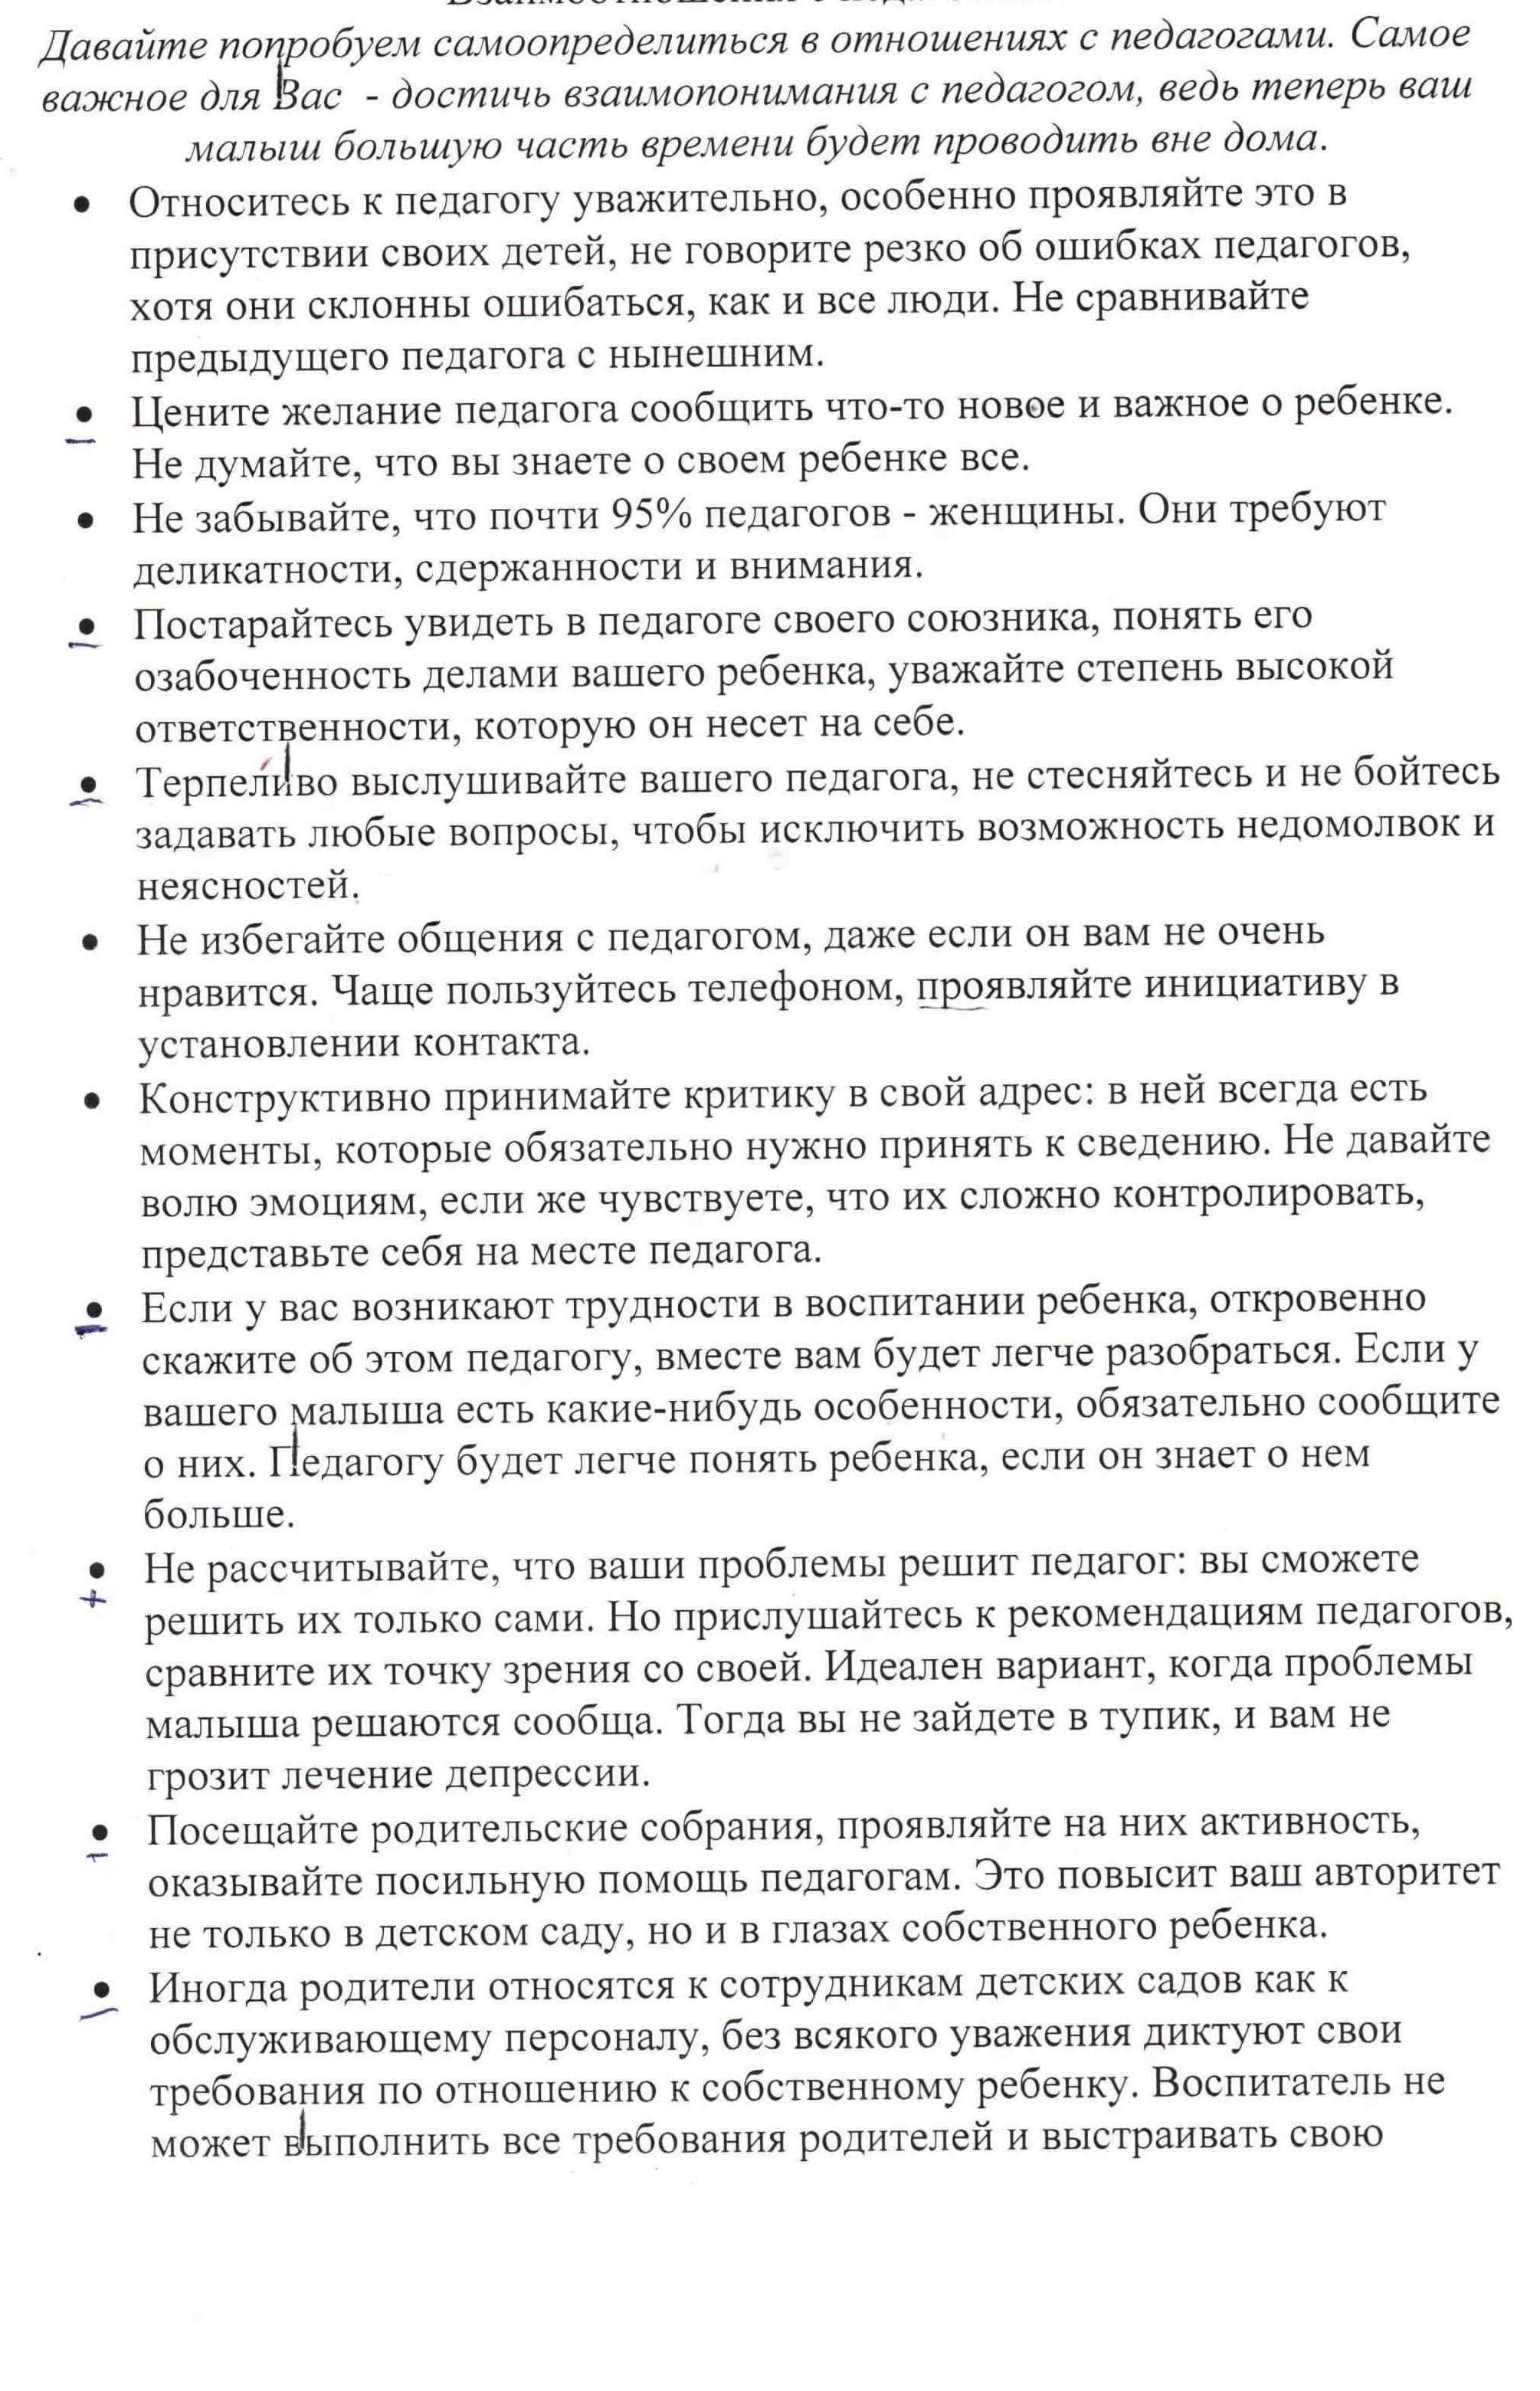 Давайте попробуем самоопределиться в отношениях с педагогами. Самое
важное для Вас - достичь взаимопонимания с педагогом, ведь теперь ваш
малыш большую часть времени будет проводить вне дома.
• Относитесь к педагогу уважительно, особенно проявляйте это в
присутствии своих детей, не говорите резко об ошибках педагогов,
хотя они склонны ошибаться, как и все люди. Не сравнивайте
предыдущего педагога с нынешним.
• Цените желание педагога сообщить что-то новое и важное о ребенке.
Не думайте, что вы знаете о своем ребенке все.
• Не забывайте, что почти 95% педагогов - женщины. Они требуют
деликатности, сдержанности и внимания.
• Постарайтесь увидеть в педагоге своего союзника, понять его
озабоченность делами вашего ребенка, уважайте степень высокой
ответственности, которую он несет на себе.
• Терпеливо выслушивайте вашего педагога, не стесняйтесь и не бойтесь
задавать любые вопросы, чтобы исключить возможность недомолвок и
неясностей.
• Не избегайте общения с педагогом, даже если он вам не очень
нравится. Чаще пользуйтесь телефоном, проявляйте инициативу в
установлении контакта.
• Конструктивно принимайте критику в свой адрес: в ней всегда есть
моменты, которые обязательно нужно принять к сведению. Не давайте
волю эмоциям, если же чувствуете, что их сложно контролировать,
представьте себя на месте педагога.
• Если у вас возникают трудности в воспитании ребенка, откровенно
скажите об этом педагогу, вместе вам будет легче разобраться. Если у
вашего малыша есть какие-нибудь особенности, обязательно сообщите
о них. Педагогу будет легче понять ребенка, если он знает о нем
больше.
• Не рассчитывайте, что ваши проблемы решит педагог: вы сможете
решить их только сами. Но прислушайтесь к рекомендациям педагогов,
сравните их точку зрения со своей. Идеален вариант, когда проблемы
малыша решаются сообща. Тогда вы не зайдете в тупик, и вам не
грозит лечение депрессии.
• Посещайте родительские собрания, проявляйте на них активность,
оказывайте посильную помощь педагогам. Это повысит ваш авторитет
не только в детском саду, но и в глазах собственного ребенка.
• Иногда родители относятся к сотрудникам детских садов как к
обслуживающему персоналу, без всякого уважения диктуют свои
требования по отношению к собственному ребенку. Воспитатель не
может выполнить все требования родителей и выстраивать свою